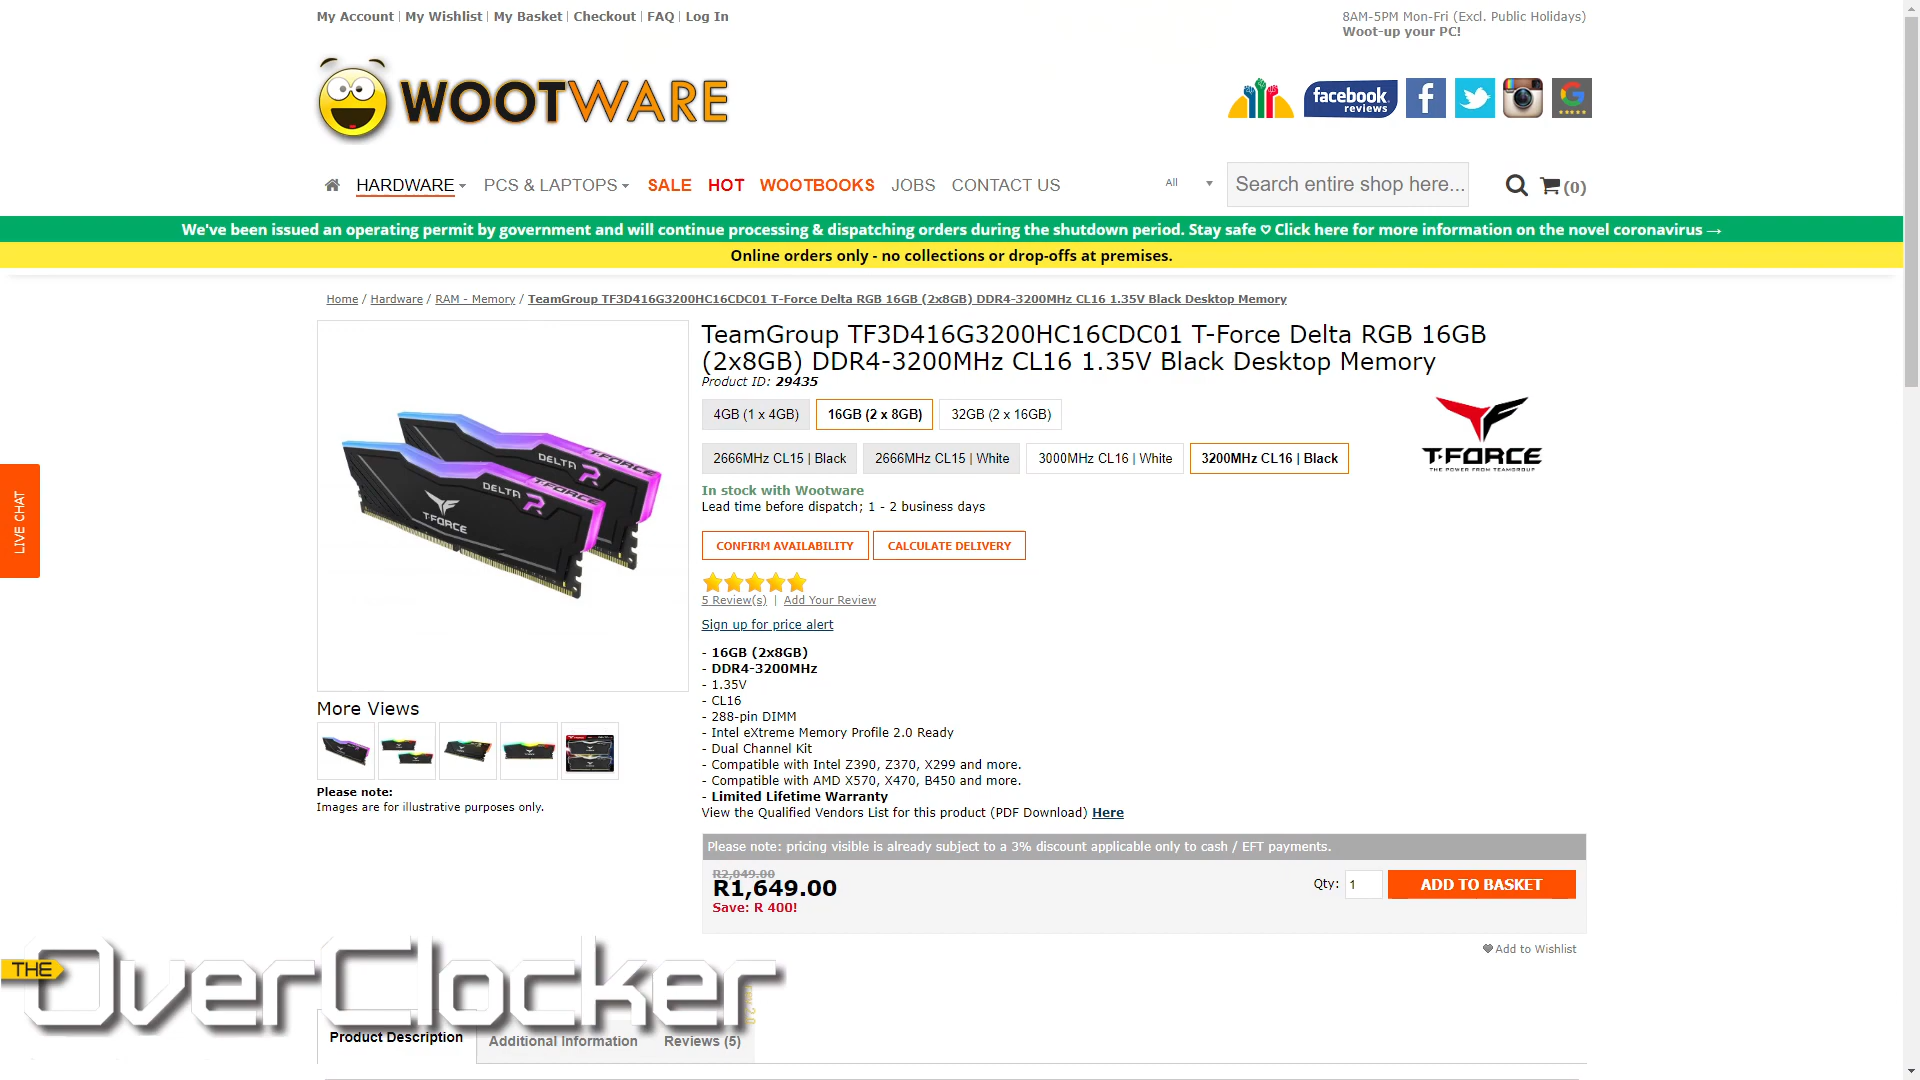 My Account | My Wishlist | My Basket | Checkout | FAQ | Log In
8AM-5PM Mon-Fri (Excl. Public Holidays)
Woot-up your PC!
WOOTWARE
facebook
reviews
HARDWARE PCS & LAPTOPS SALE HOT WOOTBOOKS JOBS CONTACT US
All
Search entire shop here...
(0)
We've been issued an operating permit by government and will continue processing & dispatching orders during the shutdown period. Stay safe ♡ Click here for more information on the novel coronavirus →
Online orders only - no collections or drop-offs at premises.
Home / Hardware / RAM - Memory / TeamGroup TF3D416G3200HC16CDC01 T-Force Delta RGB 16GB (2x8GB) DDR4-3200MHz CL16 1.35V Black Desktop Memory
TeamGroup TF3D416G3200HC16CDC01 T-Force Delta RGB 16GB
(2x8GB) DDR4-3200MHz CL16 1.35V Black Desktop Memory
Product ID: 29435
4GB (1 x 4GB) 16GB (2 x 8GB) 32GB (2 x 16GB)
2666MHz CL15 | Black 2666MHz CL15 | White 3000MHz CL16 | White 3200MHz CL16 | Black
T-FORCE
THE POWER FROM TEAMGROUP
DELTA R T-FORCE
DELTA R T-FORCE
T-FORCE
In stock with Wootware
Lead time before dispatch; 1 - 2 business days
LIVE CHAT
CONFIRM AVAILABILITY CALCULATE DELIVERY
5 Review(s) | Add Your Review
Sign up for price alert
- 16GB (2x8GB)
- DDR4-3200MHz
- 1.35V
- CL16
- 288-pin DIMM
- Intel eXtreme Memory Profile 2.0 Ready
- Dual Channel Kit
- Compatible with Intel Z390, Z370, X299 and more.
- Compatible with AMD X570, X470, B450 and more.
- Limited Lifetime Warranty
View the Qualified Vendors List for this product (PDF Download) Here
More Views
Please note:
Images are for illustrative purposes only.
Please note: pricing visible is already subject to a 3% discount applicable only to cash / EFT payments.
R2,049.00
R1,649.00
Save: R 400!
Qty: 1 ADD TO BASKET
Add to Wishlist
THE OverClocker
Product Description Additional Information Reviews (5)